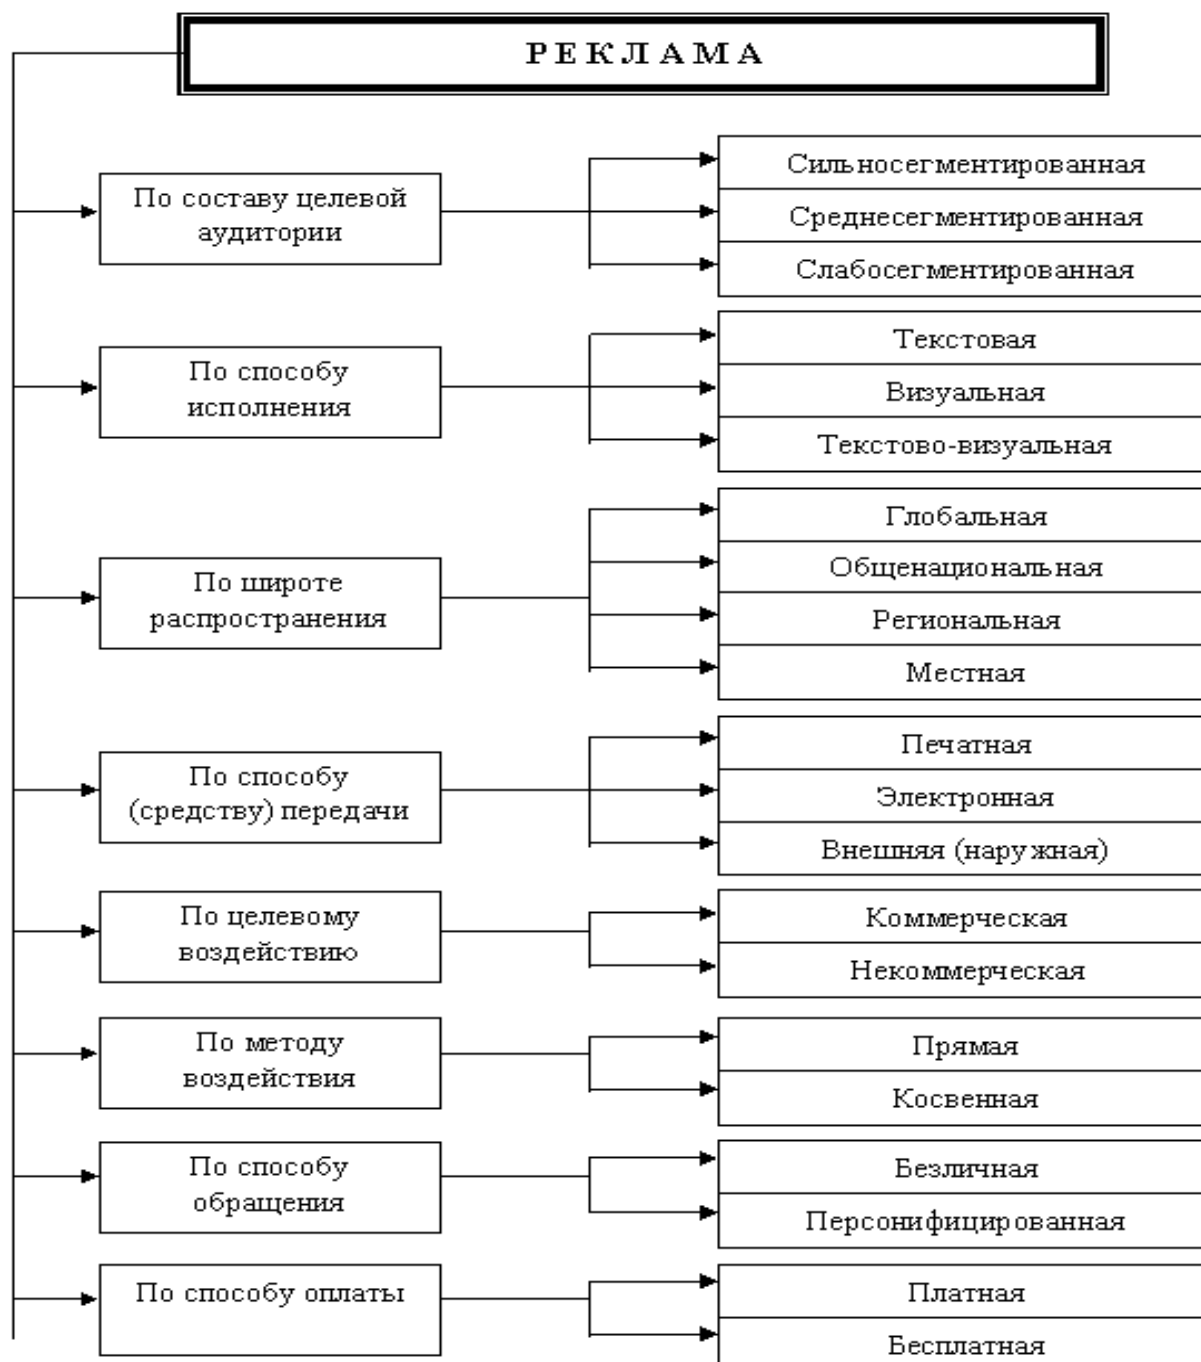 РЕКЛАМА
По составу целевой
аудитории
Сильносегментированная
Среднесегментированная
Слабосегментированная
По способу
исполнения
Текстовая
Визуальная
Текстово-визуальная
По широте
распространения
Глобальная
Общенациональная
Региональная
Местная
По способу
(средству) передачи
Печатная
Электронная
Внешняя (наружная)
По целевому
воздействию
Коммерческая
Некоммерческая
По методу
воздействия
Прямая
Косвенная
По способу
обращения
Безличная
Персонифицированная
По способу оплаты
Платная
Бесплатная